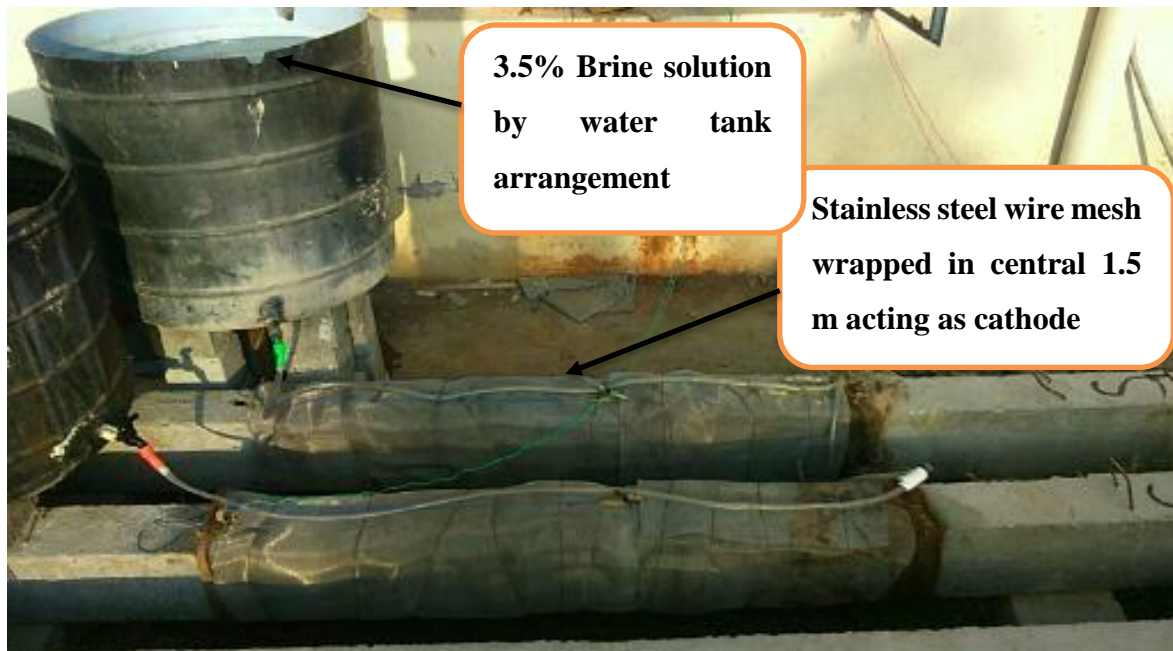 3.5% Brine solution
by water tank
arrangement
Stainless steel wire mesh
wrapped in central 1.5
m acting as cathode